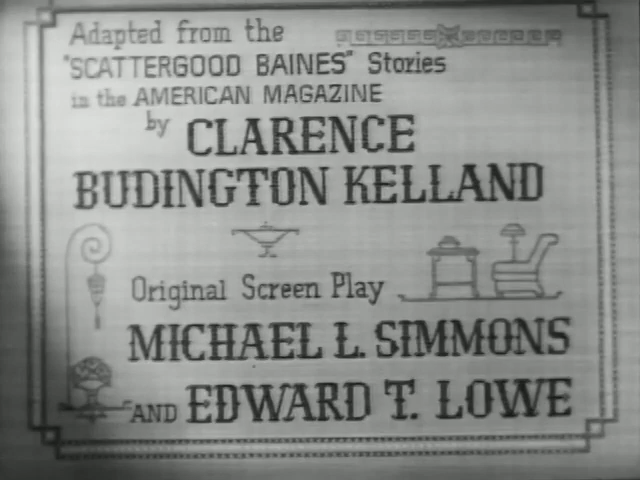 Adapted from the
"SCATTERGOOD BAINES" Stories
in the AMERICAN MAGAZINE
by CLARENCE
BUDINGTON KELLAND
Original Screen Play
MICHAEL L. SIMMONS
AND EDWARD T. LOWE